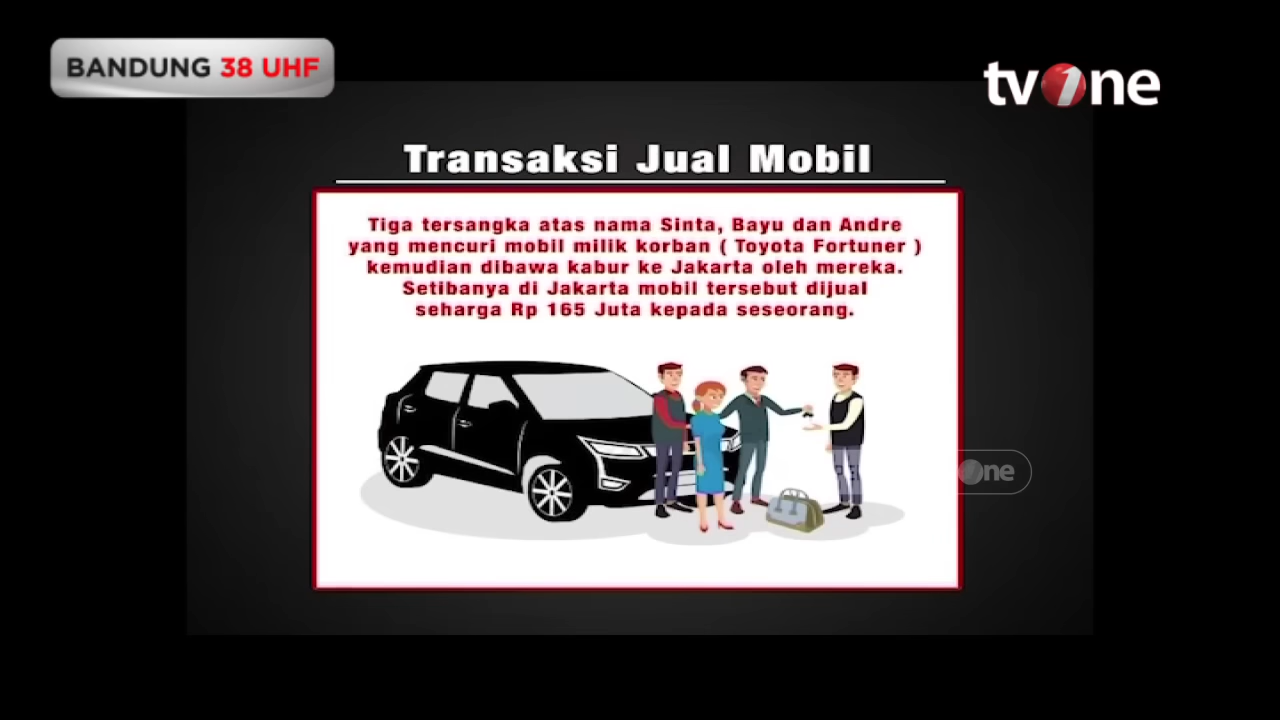 BANDUNG 38 UHF
tvOne
Transaksi Jual Mobil
Tiga tersangka atas nama Sinta, Bayu dan Andre
yang mencuri mobil milik korban ( Toyota Fortuner )
kemudian dibawa kabur ke Jakarta oleh mereka.
Setibanya di Jakarta mobil tersebut dijual
seharga Rp 165 Juta kepada seseorang.
One